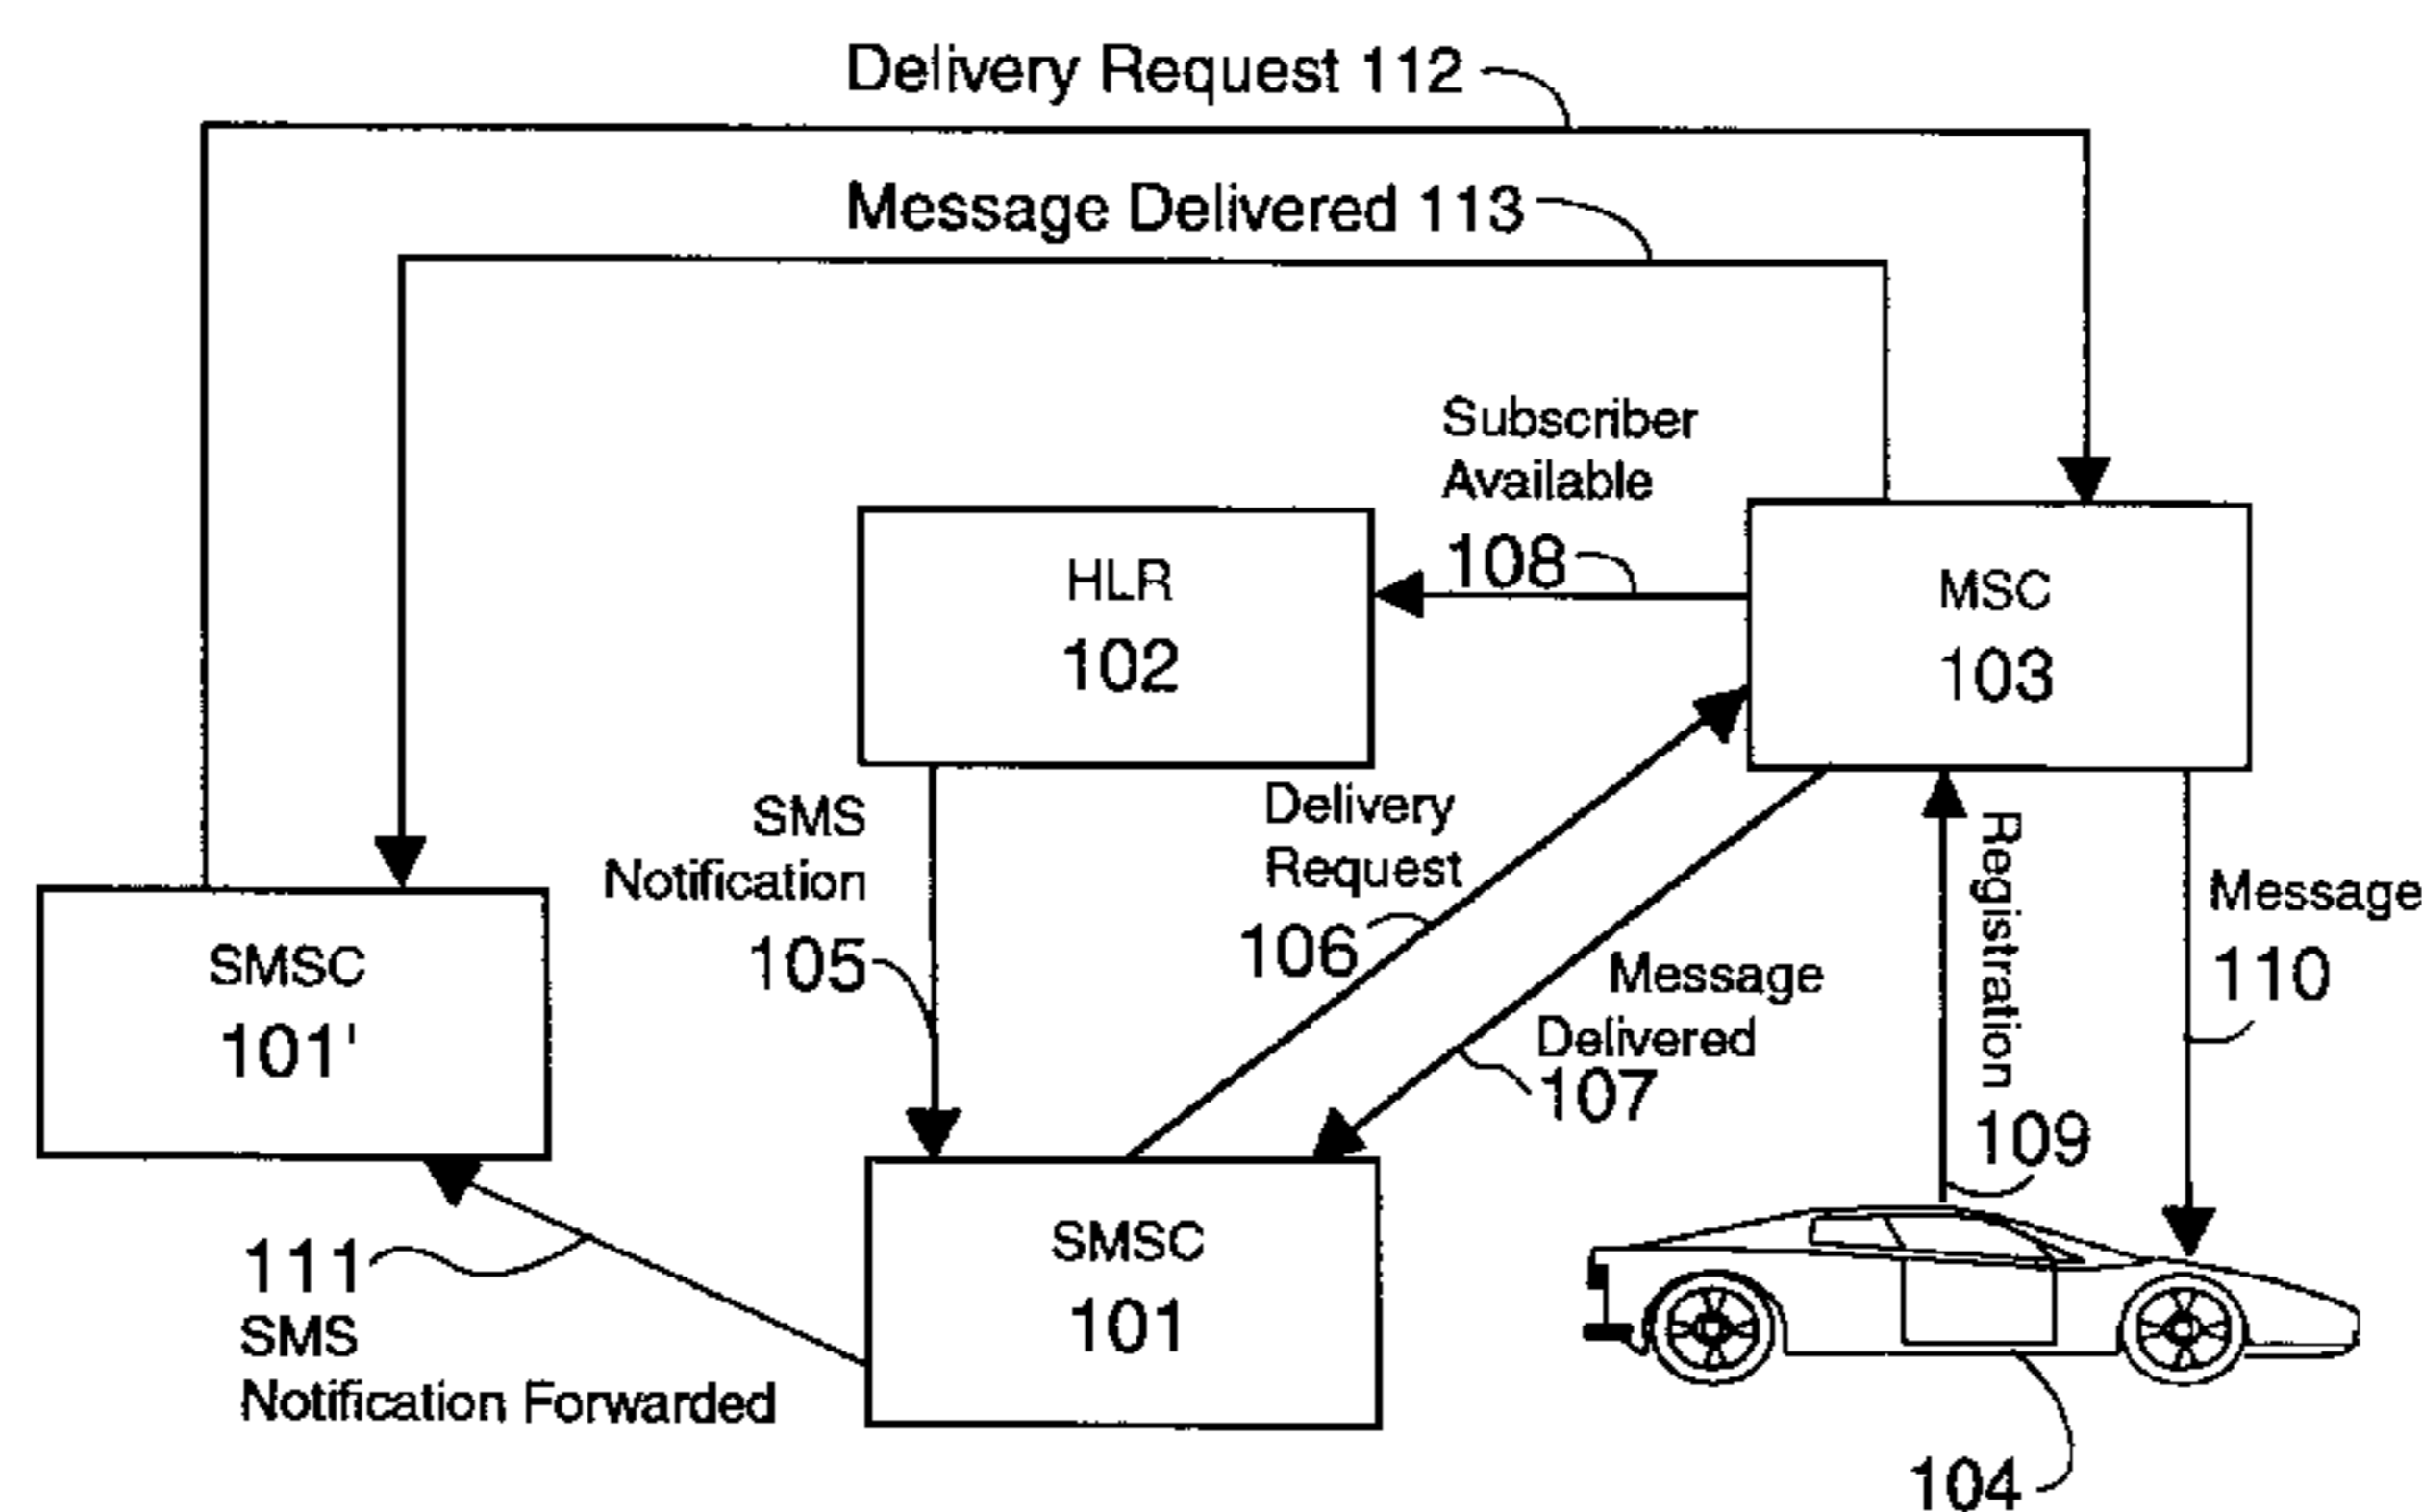 Delivery Request 112
Message Delivered 113
Subscriber
Available
108
HLR
102
MSC
103
SMS
Notification
105
Delivery
Request
106
Message
Delivered
107
Registration
109
Message
110
SMSC
101'
111
SMS
Notification Forwarded
SMSC
101
104